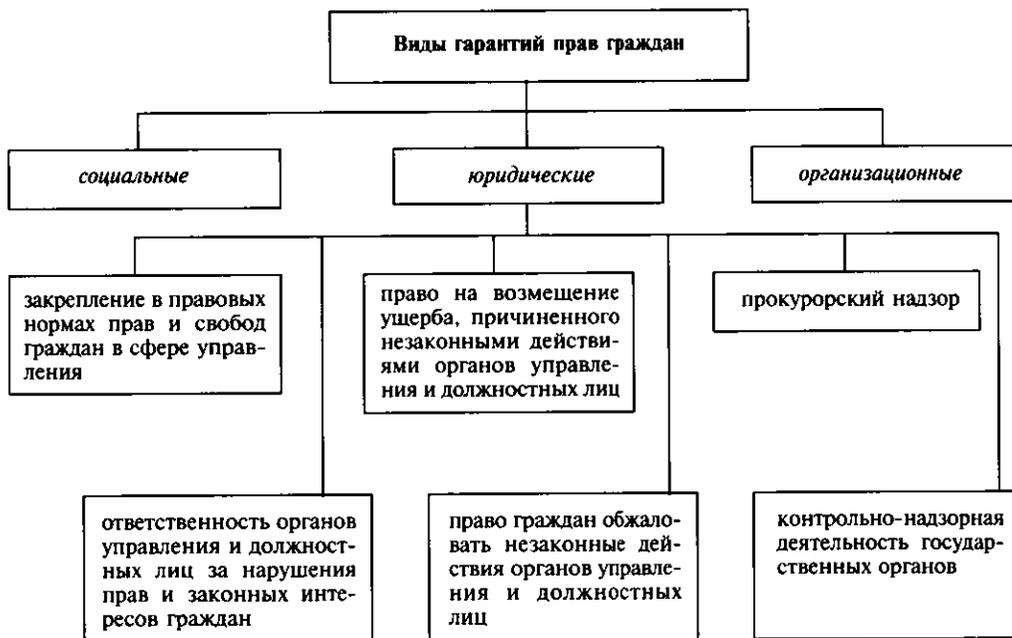 Виды гарантий прав граждан
социальные
юридические
организационные
закрепление в правовых
нормах прав и свобод
граждан в сфере управ-
ления
право на возмещение
ущерба, причиненного
незаконными действи-
ями органов управле-
ния и должностных лиц
прокурорский надзор
ответственность органов
управления и должност-
ных лиц за нарушения
прав и законных инте-
ресов граждан
право граждан обжало-
вать незаконные дей-
ствия органов управле-
ния и должностных
лиц
контрольно-надзорная
деятельность государ-
ственных органов